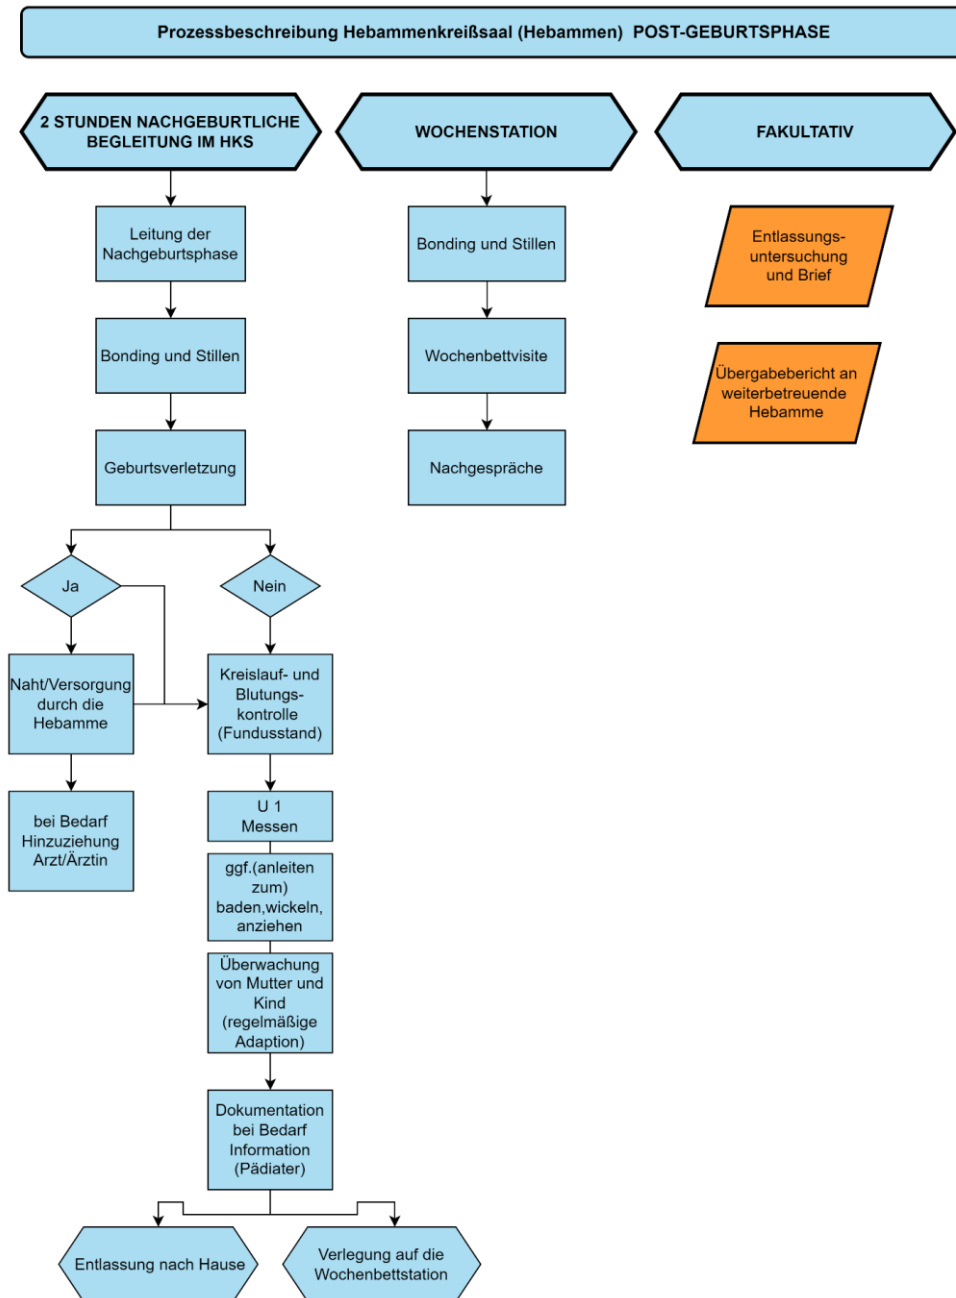 Prozessbeschreibung Hebammenkreißsaal (Hebammen)  POST-GEBURTSPHASE
2 STUNDEN NACHGEBURTLICHE
BEGLEITUNG IM HKS
WOCHENSTATION
FAKULTATIV
Leitung der
Nachgeburtsphase
Bonding und Stillen
Geburtsverletzung
Ja
Nein
Naht/Versorgung
durch die
Hebamme
bei Bedarf
Hinzuziehung
Arzt/Ärztin
Kreislauf- und
Blutungs-
kontrolle
(Fundusstand)
U 1
Messen
ggf.(anleiten
zum)
baden,wickeln,
anziehen
Überwachung
von Mutter und
Kind
(regelmäßige
Adaption)
Dokumentation
bei Bedarf
Information
(Pädiater)
Entlassung nach Hause
Verlegung auf die
Wochenbettstation
Bonding und Stillen
Wochenbettvisite
Nachgespräche
Entlassungs-
untersuchung
und Brief
Übergabebericht an
weiterbetreuende
Hebamme